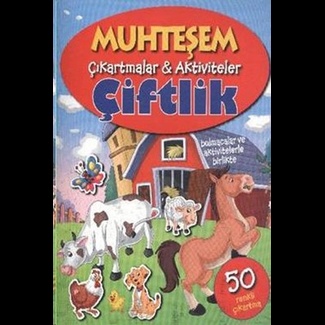 MUHTEŞEM
Çıkartmalar & Aktiviteler
Çiftlik
bulmacalar ve
aktivitelerle
birlikte
50
renkli
çıkartma